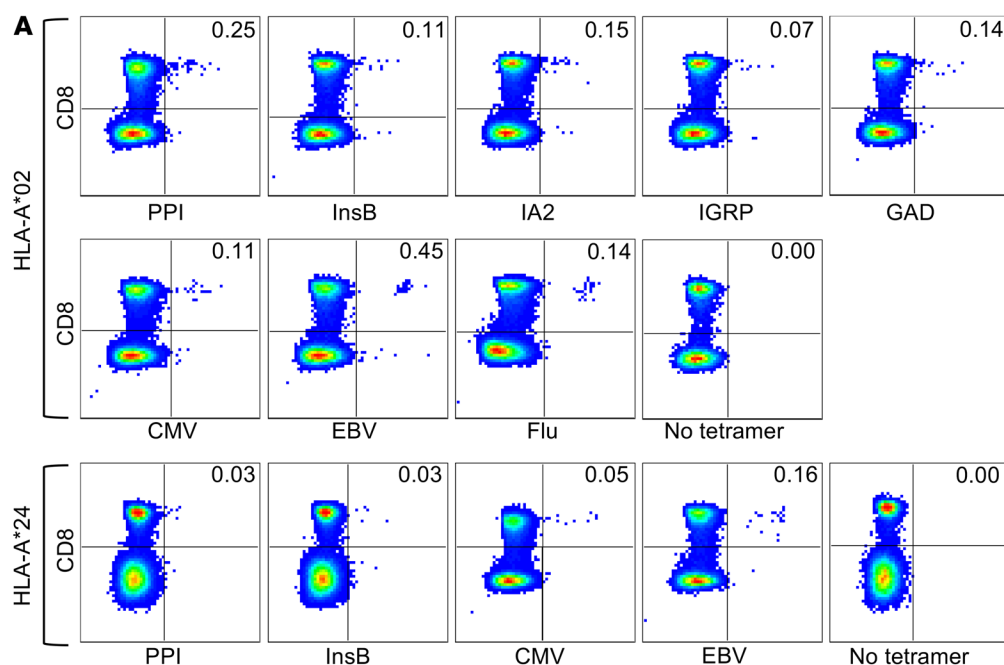 A
HLA-A*02
CD8
0.25
0.11
0.15
0.07
0.14
PPI
InsB
IA2
IGRP
GAD
CD8
0.11
0.45
0.14
0.00
CMV
EBV
Flu
No tetramer
HLA-A*24
CD8
0.03
0.03
0.05
0.16
0.00
PPI
InsB
CMV
EBV
No tetramer